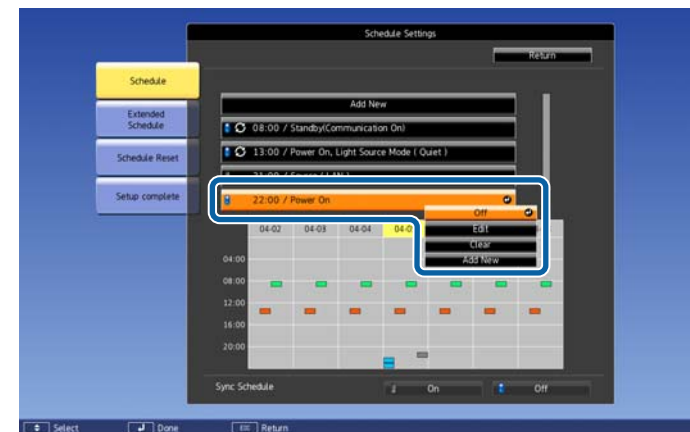 Schedule Settings
Return
Schedule
Extended
Schedule
Schedule Reset
Setup complete
Add New
08:00 / Standby(Communication On)
13:00 / Power On, Light Source Mode ( Quiet )
22:00 / Power On
Off
Edit
Clear
Add New
04-02 04-03 04-04
04:00
08:00
12:00
16:00
20:00
Sync Schedule On Off
Select Done Esc Return